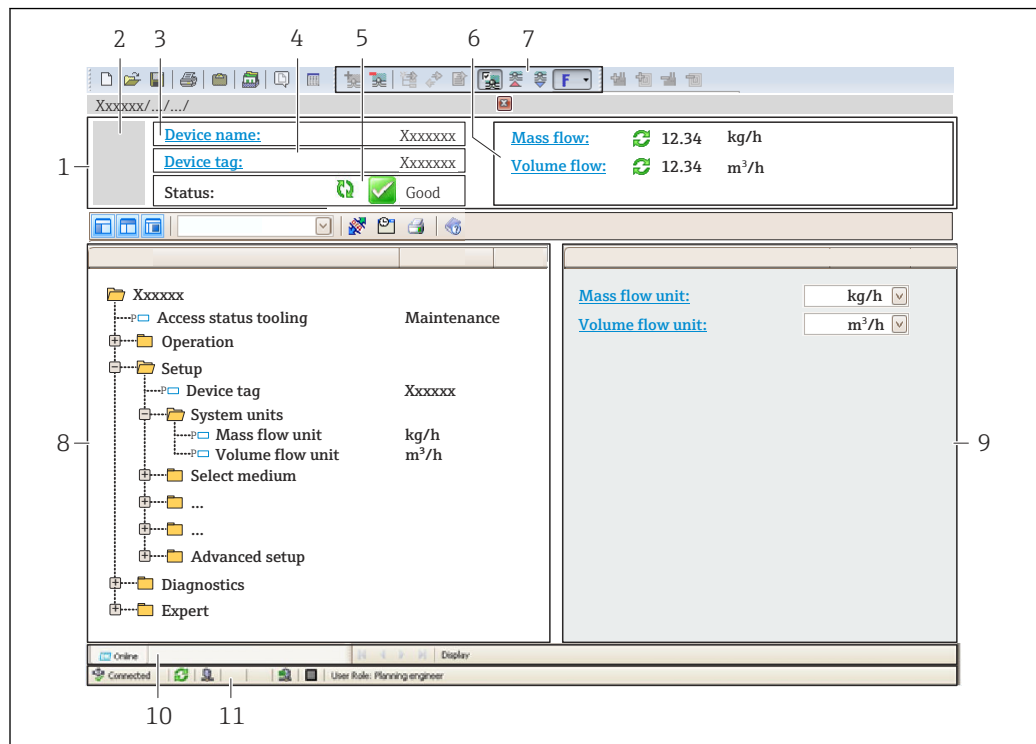 2 3 4 5 6 7
F
Xxxxxx/.../.../
Device name: Xxxxxxx
Device tag: Xxxxxxx
Status: Good
Mass flow: 12.34 kg/h
Volume flow: 12.34 m³/h
1
Xxxxxx
P Access status tooling Maintenance
Operation
Setup
P Device tag Xxxxxx
System units
P Mass flow unit kg/h
P Volume flow unit m³/h
Select medium
...
...
Advanced setup
Diagnostics
Expert
8
Mass flow unit: kg/h
Volume flow unit: m³/h
9
Online Display
Connected User Role: Planning engineer
10 11